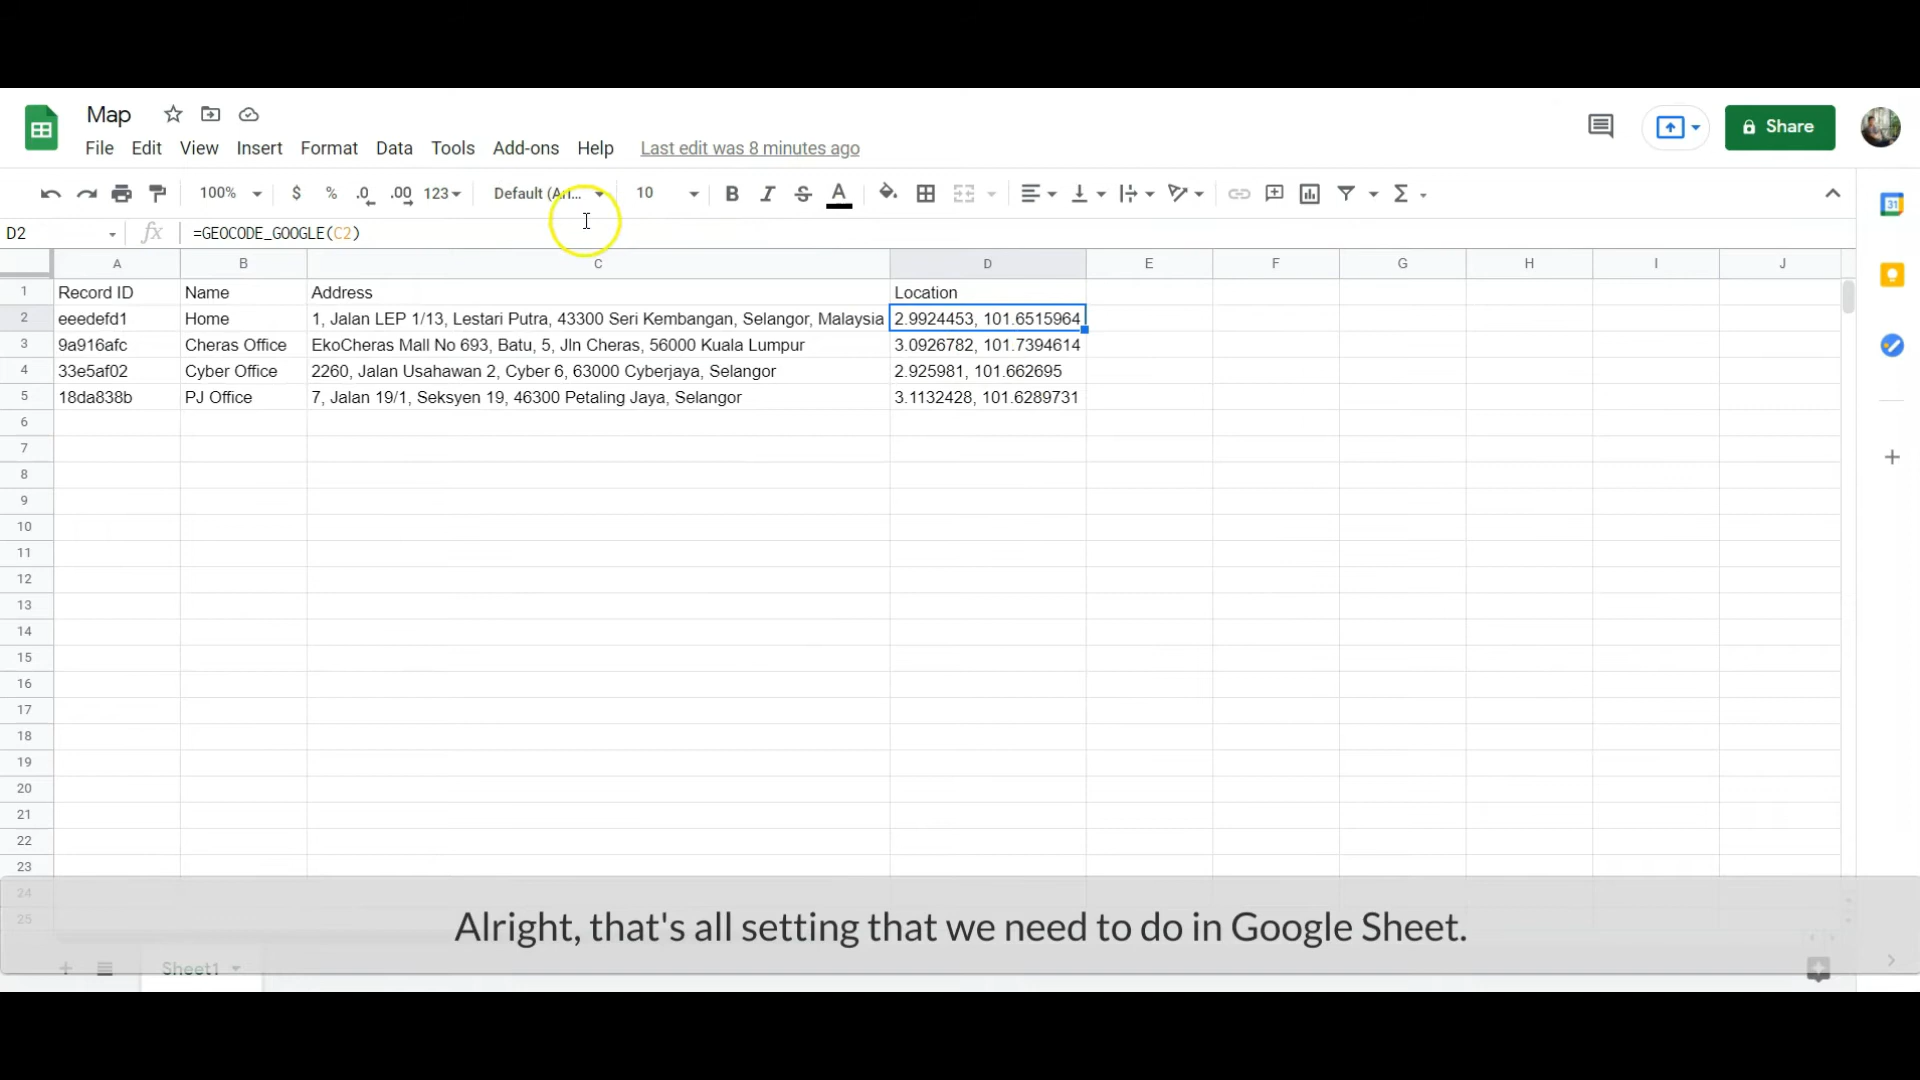 Map
File Edit View Insert Format Data Tools Add-ons Help Last edit was 8 minutes ago
Share
100% $ % .0 .00 123 Default (Ari... 10 B I S A Σ
31
D2 fx =GEOCODE_GOOGLE(C2)
A B C D E F G H I J
1 Record ID Name Address Location
2 eeedefd1 Home 1, Jalan LEP 1/13, Lestari Putra, 43300 Seri Kembangan, Selangor, Malaysia 2.9924453, 101.6515964
3 9a916afc Cheras Office EkoCheras Mall No 693, Batu, 5, Jln Cheras, 56000 Kuala Lumpur 3.0926782, 101.7394614
4 33e5af02 Cyber Office 2260, Jalan Usahawan 2, Cyber 6, 63000 Cyberjaya, Selangor 2.925981, 101.662695
5 18da838b PJ Office 7, Jalan 19/1, Seksyen 19, 46300 Petaling Jaya, Selangor 3.1132428, 101.6289731
6
7
8
9
10
11
12
13
14
15
16
17
18
19
20
21
22
23
24
25
Alright, that's all setting that we need to do in Google Sheet.
Sheet1